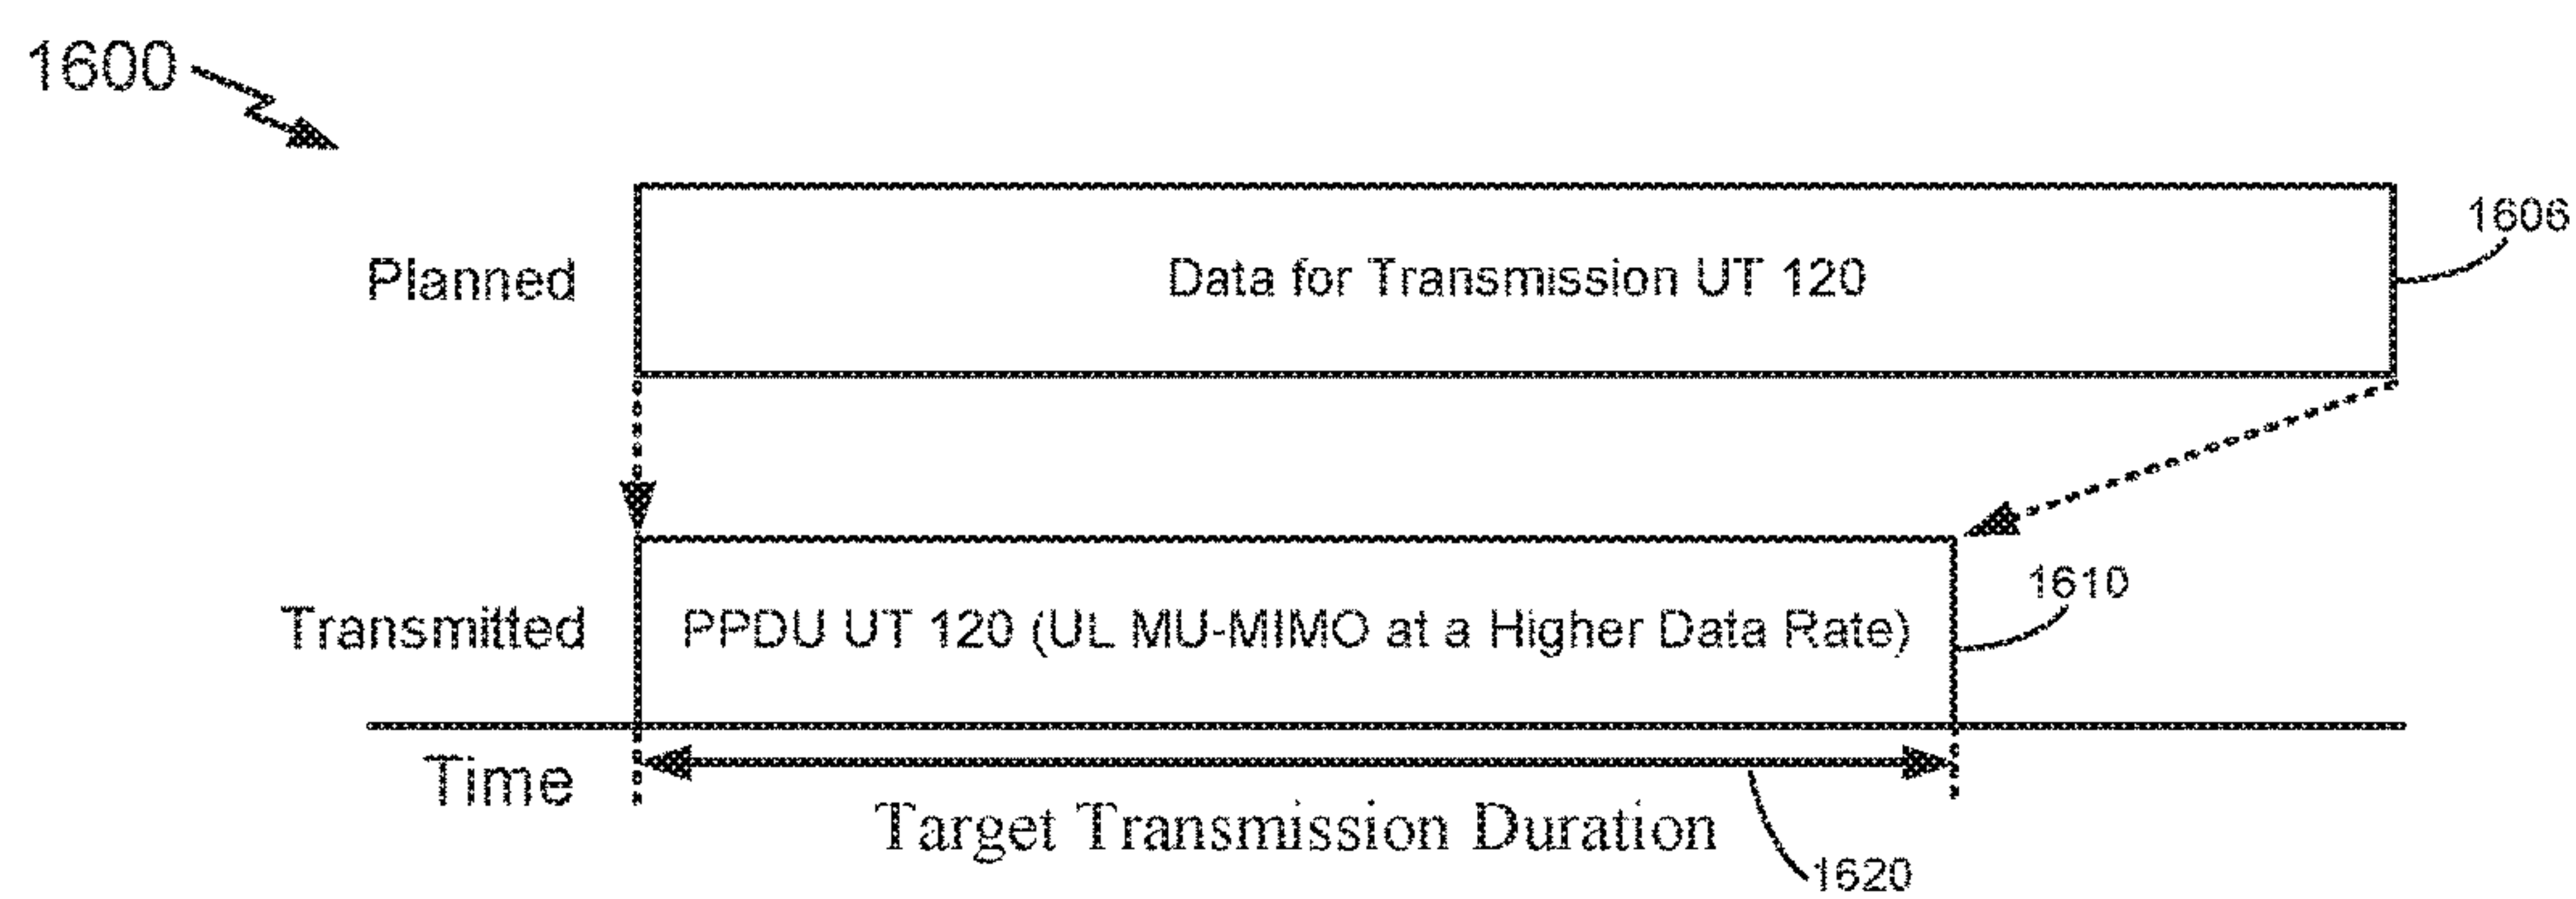 1600
1606
Planned
Data for Transmission UT 120
1610
Transmitted
PPDU UT 120 (UL MU-MIMO at a Higher Data Rate)
Time
Target Transmission Duration
1620